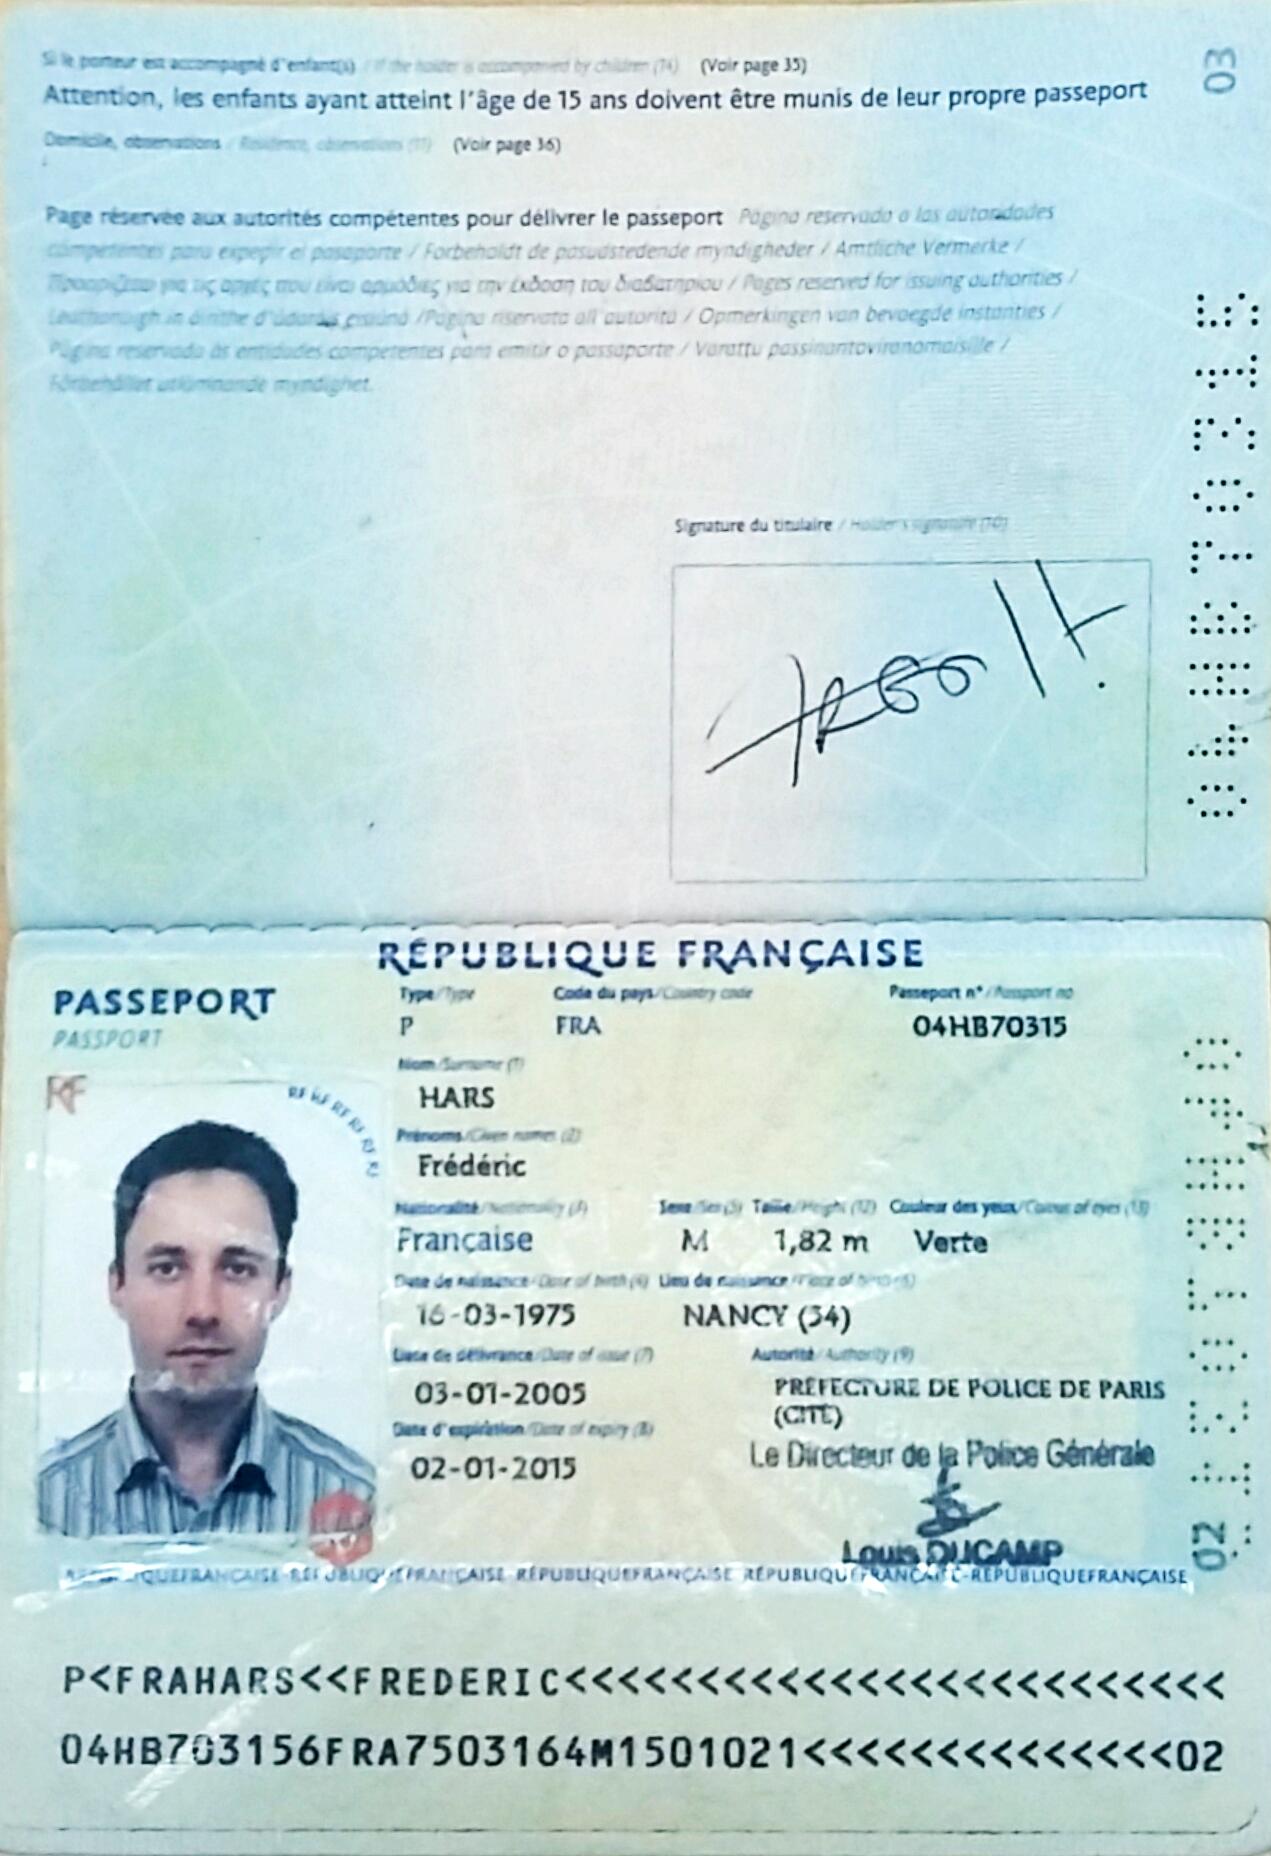 Si le porteur est accompagné d'enfant(s) / If the holder is accompanied by children (14) (Voir page 35)
03
Attention, les enfants ayant atteint l'âge de 15 ans doivent être munis de leur propre passeport
Domicile, observations / Residence, observations (11) (Voir page 36)
Page réservée aux autorités compétentes pour délivrer le passeport Página reservada a las autoridades
competentes para expedir el pasaporte / Forbeholdt de pasudstedende myndigheder / Amtliche Vermerke /
για τις αρχές που είναι αρμόδιες για την έκδοση του διαβατηρίου / Pages reserved for issuing authorities /
/ Pagina riservata all'autorità / Opmerkingen van bevoegde instanties /
Página reservada às entidades competentes para emitir o passaporte / Varattu passinantoviranomaisille /
Förbehållet utlämnande myndighet.
Signature du titulaire / Holder's signature (10)
04HB70315
RÉPUBLIQUE FRANÇAISE
PASSEPORT
PASSPORT
Type/Type Code du pays/Country code Passeport n°/Passport no
P FRA 04HB70315
Nom/Surname (1)
HARS
RF
RF RF RF RF RF RF
Prénoms/Given names (2)
Frédéric
Nationalité/Nationality (3) Sexe/Sex (5) Taille/Height (12) Couleur des yeux/Colour of eyes (13)
Française M 1,82 m Verte
Date de naissance/Date of birth (4) Lieu de naissance/Place of birth (6)
16-03-1975 NANCY (54)
Date de délivrance/Date of issue (7) Autorité/Authority (9)
03-01-2005 PRÉFECTURE DE POLICE DE PARIS
(CITE)
Date d'expiration/Date of expiry (8)
02-01-2015 Le Directeur de la Police Générale
Louis DUCAMP
02
04HB70315
RÉPUBLIQUEFRANÇAISE-RÉPUBLIQUEFRANÇAISE-RÉPUBLIQUEFRANÇAISE RÉPUBLIQUEFRANÇAISE-RÉPUBLIQUEFRANÇAISE
P<FRAHARS<<FREDERIC<<<<<<<<<<<<<<<<<<<<<<<<<
04HB703156FRA7503164M1501021<<<<<<<<<<<<<<02